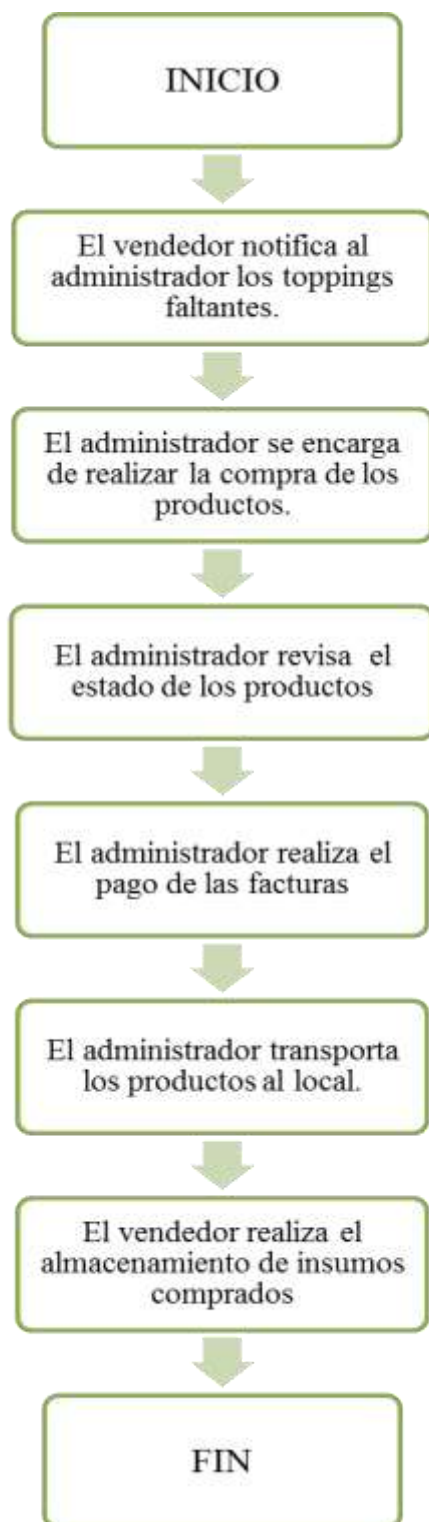 INICIO
El vendedor notifica al
administrador los toppings
faltantes.
El administrador se encarga
de realizar la compra de los
productos.
El administrador revisa el
estado de los productos
El administrador realiza el
pago de las facturas
El administrador transporta
los productos al local.
El vendedor realiza el
almacenamiento de insumos
comprados
FIN